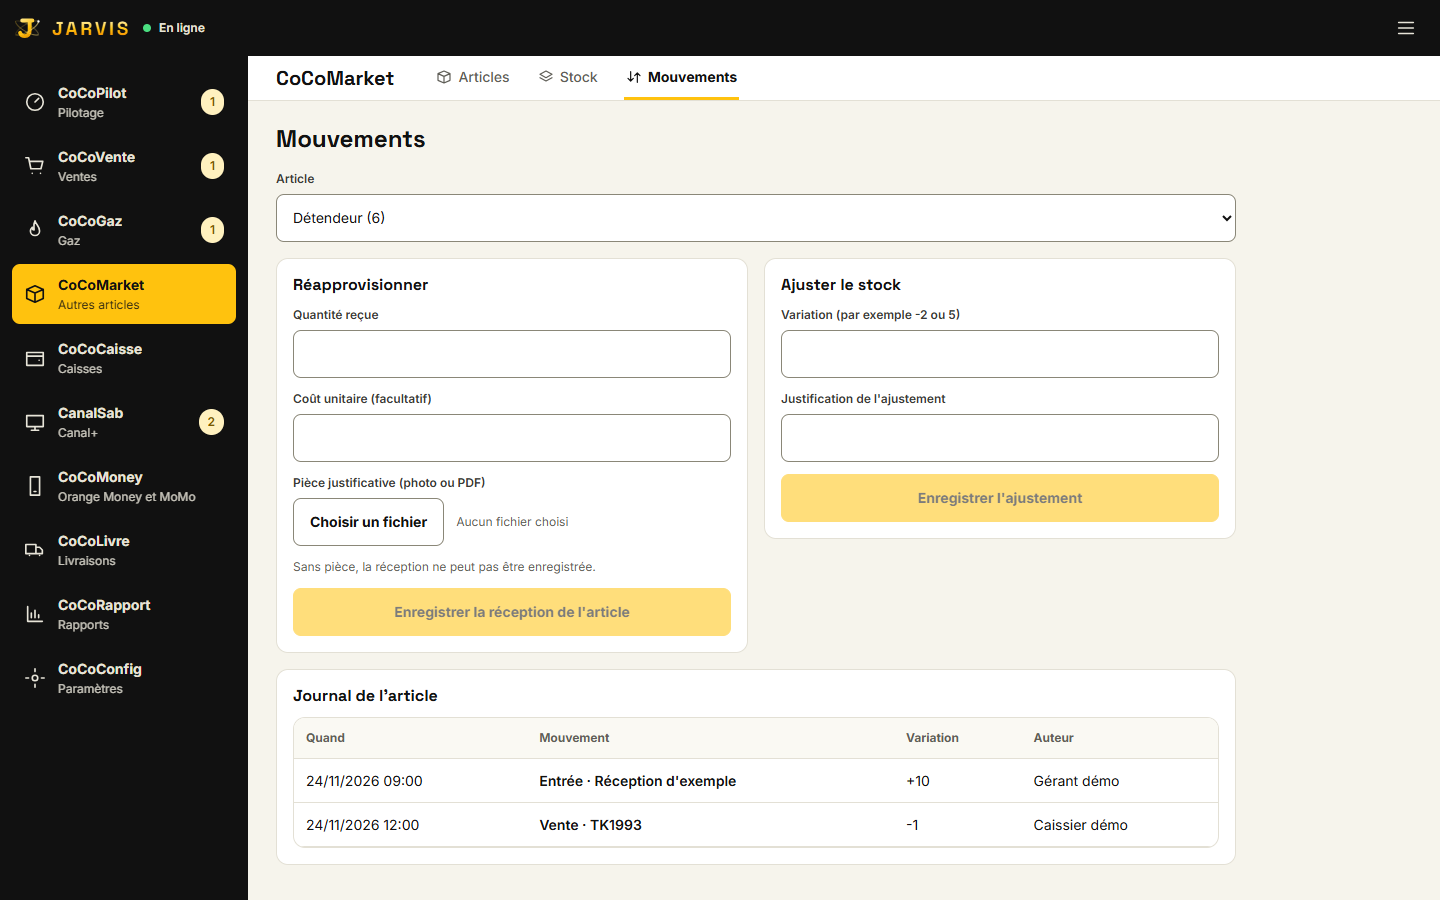 JARVIS
En ligne
CoCoPilot
Pilotage
1
CoCoVente
Ventes
1
CoCoGaz
Gaz
1
CoCoMarket
Autres articles
CoCoCaisse
Caisses
CanalSab
Canal+
2
CoCoMoney
Orange Money et MoMo
CoCoLivre
Livraisons
CoCoRapport
Rapports
CoCoConfig
Paramètres
CoCoMarket
Articles
Stock
Mouvements
Mouvements
Article
Détendeur (6)
Réapprovisionner
Quantité reçue
Coût unitaire (facultatif)
Pièce justificative (photo ou PDF)
Choisir un fichier
Aucun fichier choisi
Sans pièce, la réception ne peut pas être enregistrée.
Enregistrer la réception de l'article
Ajuster le stock
Variation (par exemple -2 ou 5)
Justification de l'ajustement
Enregistrer l'ajustement
Journal de l’article
Quand Mouvement Variation Auteur
24/11/2026 09:00 Entrée · Réception d'exemple +10 Gérant démo
24/11/2026 12:00 Vente · TK1993 -1 Caissier démo